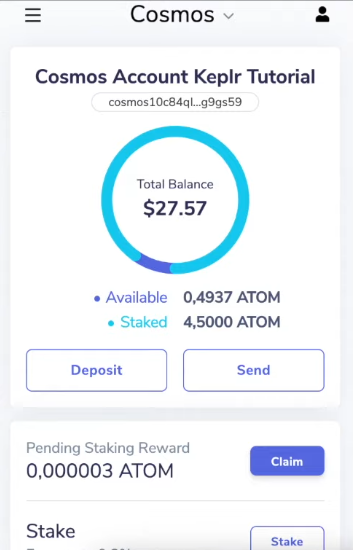 Cosmos
Cosmos Account Keplr Tutorial
cosmos10c84ql...g9gs59
Total Balance
$27.57
Available 0,4937 ATOM
Staked 4,5000 ATOM
Deposit Send
Pending Staking Reward
0,000003 ATOM
Claim
Stake
Stake